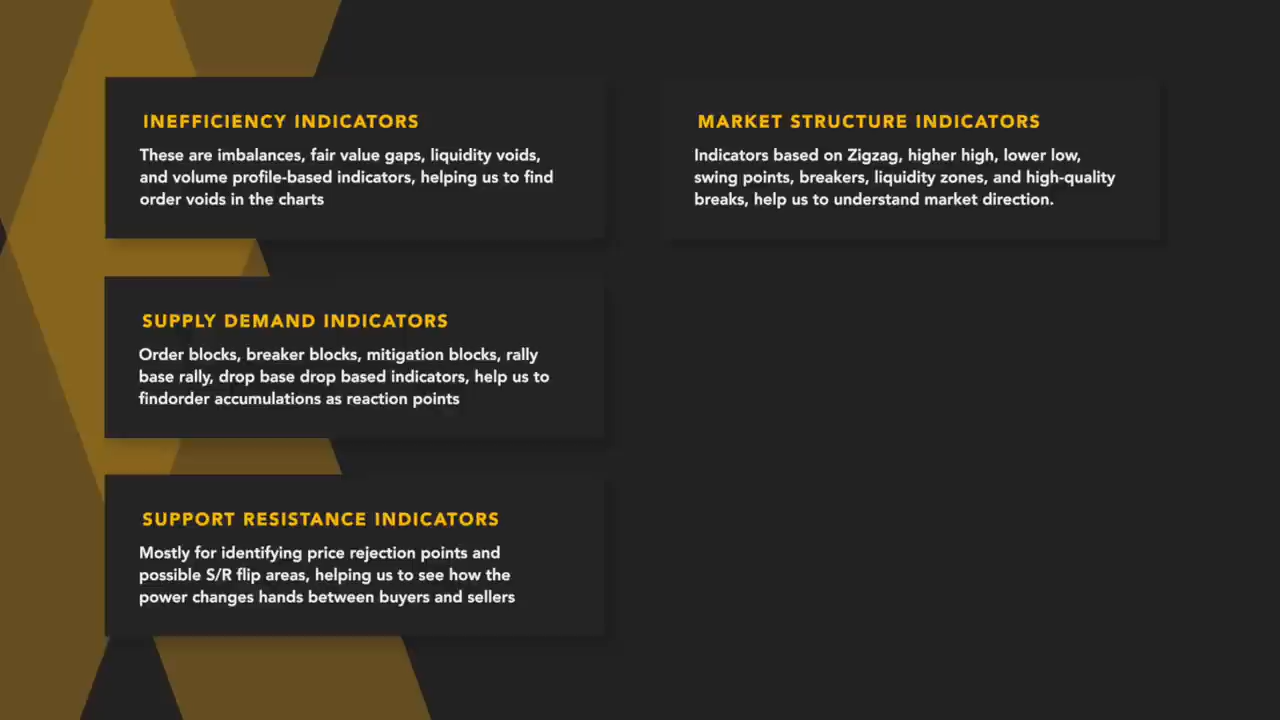 INEFFICIENCY INDICATORS
These are imbalances, fair value gaps, liquidity voids,
and volume profile-based indicators, helping us to find
order voids in the charts
SUPPLY DEMAND INDICATORS
Order blocks, breaker blocks, mitigation blocks, rally
base rally, drop base drop based indicators, help us to
findorder accumulations as reaction points
SUPPORT RESISTANCE INDICATORS
Mostly for identifying price rejection points and
possible S/R flip areas, helping us to see how the
power changes hands between buyers and sellers
MARKET STRUCTURE INDICATORS
Indicators based on Zigzag, higher high, lower low,
swing points, breakers, liquidity zones, and high-quality
breaks, help us to understand market direction.